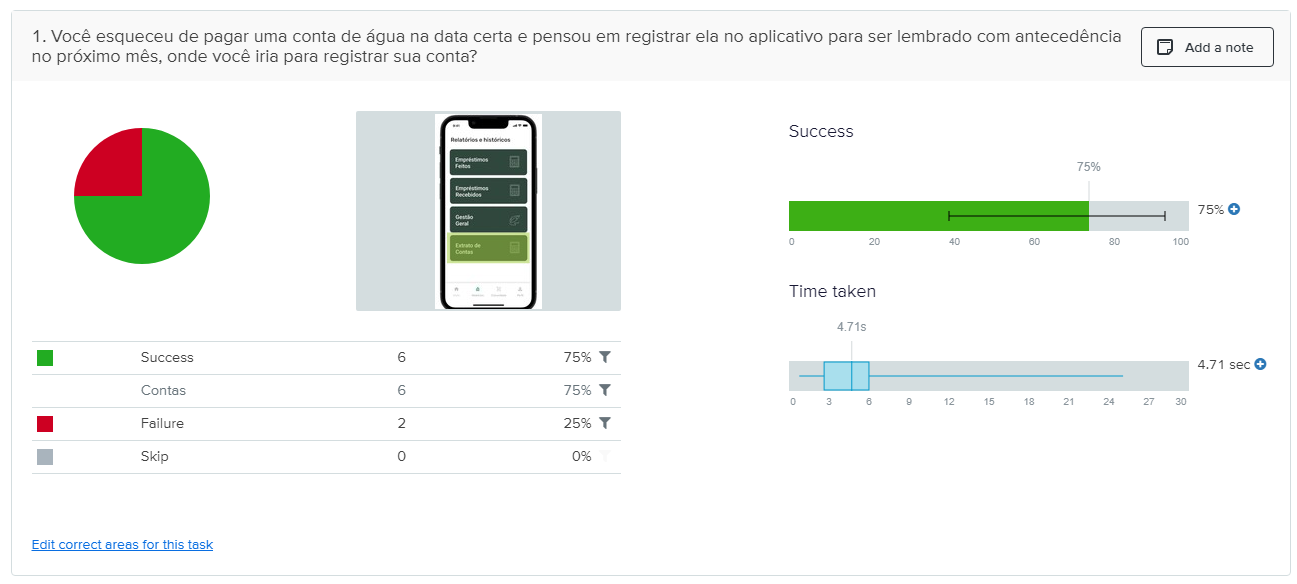 1. Você esqueceu de pagar uma conta de água na data certa e pensou em registrar ela no aplicativo para ser lembrado com antecedência
no próximo mês, onde você iria para registrar sua conta?
Add a note
Relatórios e históricos
Empréstimos
Feitos
Empréstimos
Recebidos
Gestão
Geral
Extrato de
Contas
Success 6 75%
Contas 6 75%
Failure 2 25%
Skip 0 0%
Edit correct areas for this task
Success
75%
75%
0 20 40 60 80 100
Time taken
4.71s
4.71 sec
0 3 6 9 12 15 18 21 24 27 30